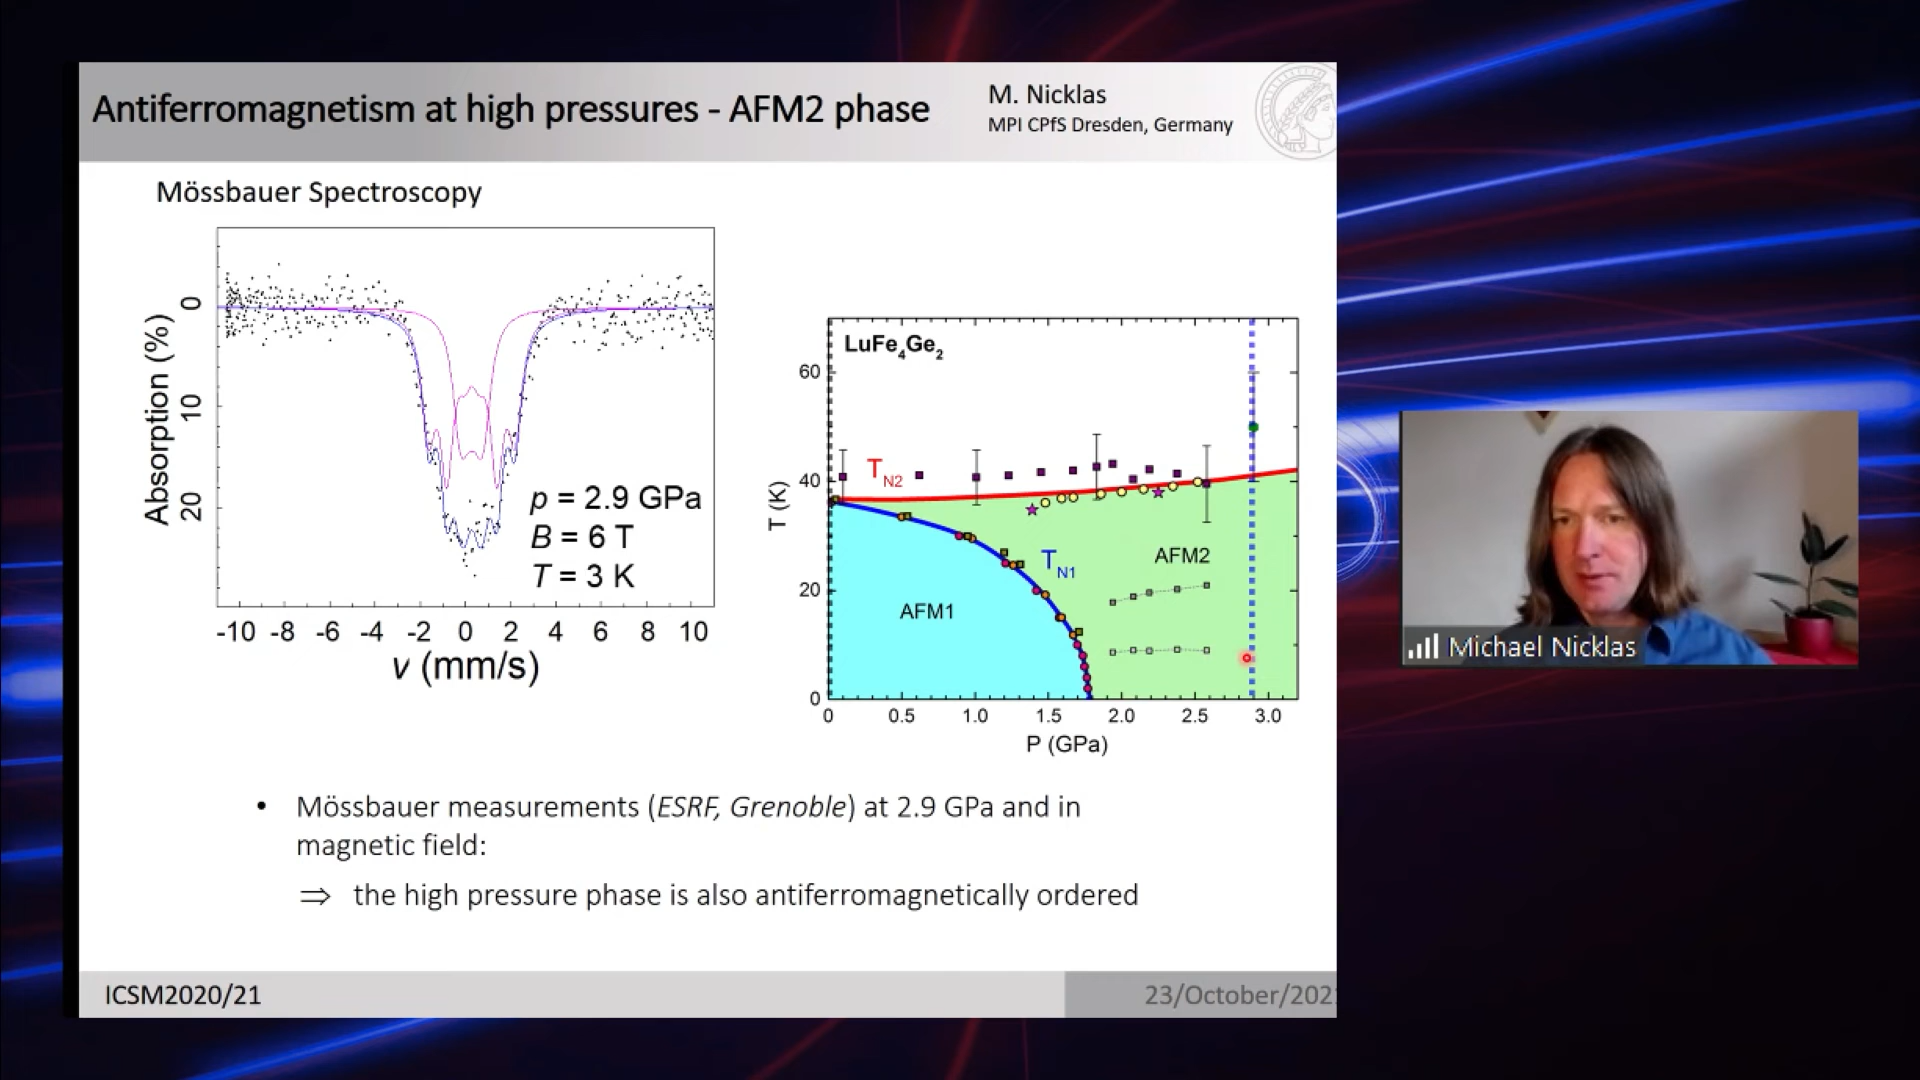 Antiferromagnetism at high pressures - AFM2 phase
M. Nicklas
MPI CPfS Dresden, Germany
Mössbauer Spectroscopy
0
10
20
Absorption (%)
p = 2.9 GPa
B = 6 T
T = 3 K
-10 -8 -6 -4 -2 0 2 4 6 8 10
v (mm/s)
LuFe4Ge2
60
40
20
0
T (K)
TN2
TN1
AFM1
AFM2
0 0.5 1.0 1.5 2.0 2.5 3.0
P (GPa)
• Mössbauer measurements (ESRF, Grenoble) at 2.9 GPa and in
magnetic field:
⇒ the high pressure phase is also antiferromagnetically ordered
ICSM2020/21
23/October/202
Michael Nicklas